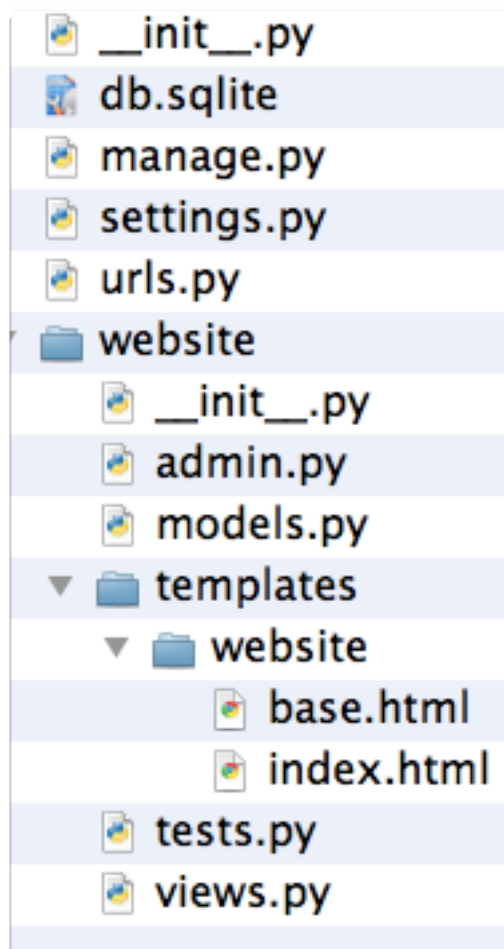 __init__.py
db.sqlite
manage.py
settings.py
urls.py
website
__init__.py
admin.py
models.py
templates
website
base.html
index.html
tests.py
views.py